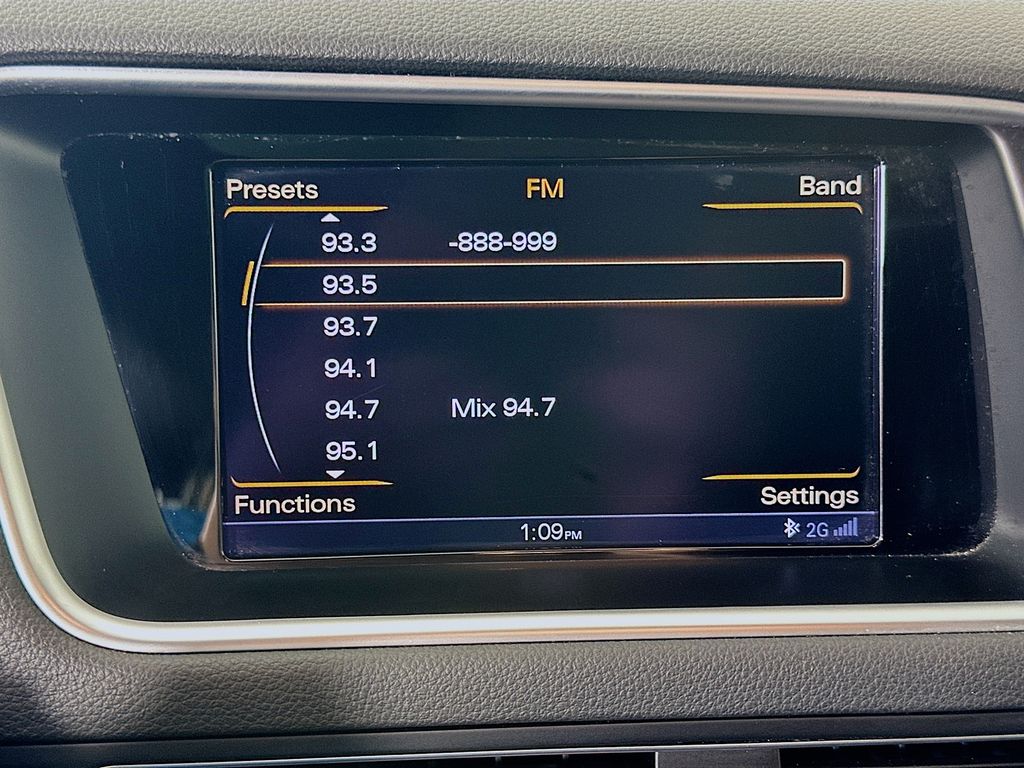 Presets FM Band
93.3 -888-999
93.5
93.7
94.1
94.7 Mix 94.7
95.1
Functions Settings
1:09PM 2G